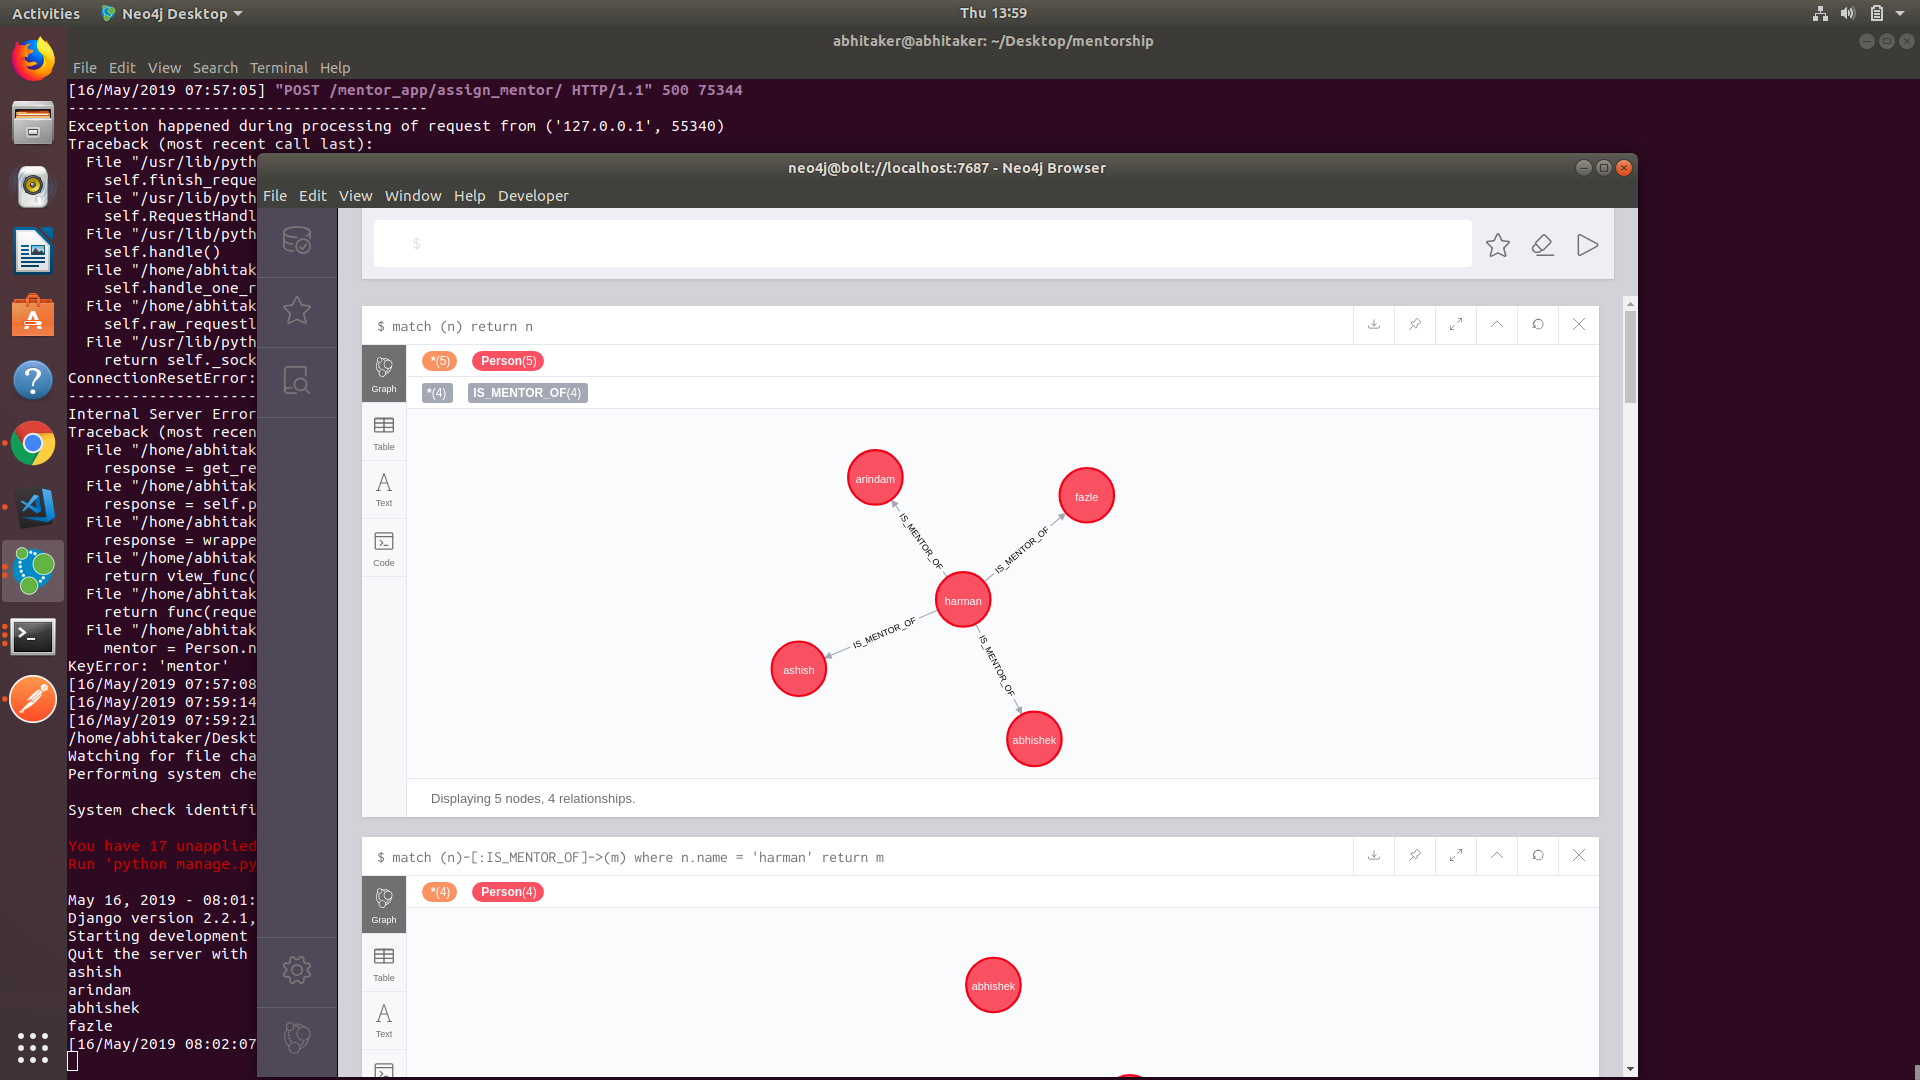 Activities
Neo4j Desktop
Thu 13:59
abhitaker@abhitaker: ~/Desktop/mentorship
File Edit View Search Terminal Help
[16/May/2019 07:57:05] "POST /mentor_app/assign_mentor/ HTTP/1.1" 500 75344
----------------------------------------
Exception happened during processing of request from ('127.0.0.1', 55340)
Traceback (most recent call last):
File "/usr/lib/pyth
self.finish_reque
File "/usr/lib/pyth
self.RequestHandl
File "/usr/lib/pyth
self.handle()
File "/home/abhitak
self.handle_one_r
File "/home/abhitak
self.raw_requestl
File "/usr/lib/pyth
return self._sock
ConnectionResetError:
---------------------
Internal Server Error
Traceback (most recen
File "/home/abhitak
response = get_re
File "/home/abhitak
response = self.p
File "/home/abhitak
response = wrappe
File "/home/abhitak
return view_func(
File "/home/abhitak
return func(reque
File "/home/abhitak
mentor = Person.n
KeyError: 'mentor'
[16/May/2019 07:57:08
[16/May/2019 07:59:14
[16/May/2019 07:59:21
/home/abhitaker/Deskt
Watching for file cha
Performing system che
System check identifi
You have 17 unapplied
Run 'python manage.py
May 16, 2019 - 08:01:
Django version 2.2.1,
Starting development
Quit the server with
ashish
arindam
abhishek
fazle
[16/May/2019 08:02:07
neo4j@bolt://localhost:7687 - Neo4j Browser
File Edit View Window Help Developer
$
$ match (n) return n
*(5) Person(5)
*(4) IS_MENTOR_OF(4)
Graph
Table
Text
Code
arindam
fazle
IS_MENTOR_OF
IS_MENTOR_OF
harman
IS_MENTOR_OF
IS_MENTOR_OF
ashish
abhishek
Displaying 5 nodes, 4 relationships.
$ match (n)-[:IS_MENTOR_OF]->(m) where n.name = 'harman' return m
*(4) Person(4)
Graph
Table
Text
abhishek